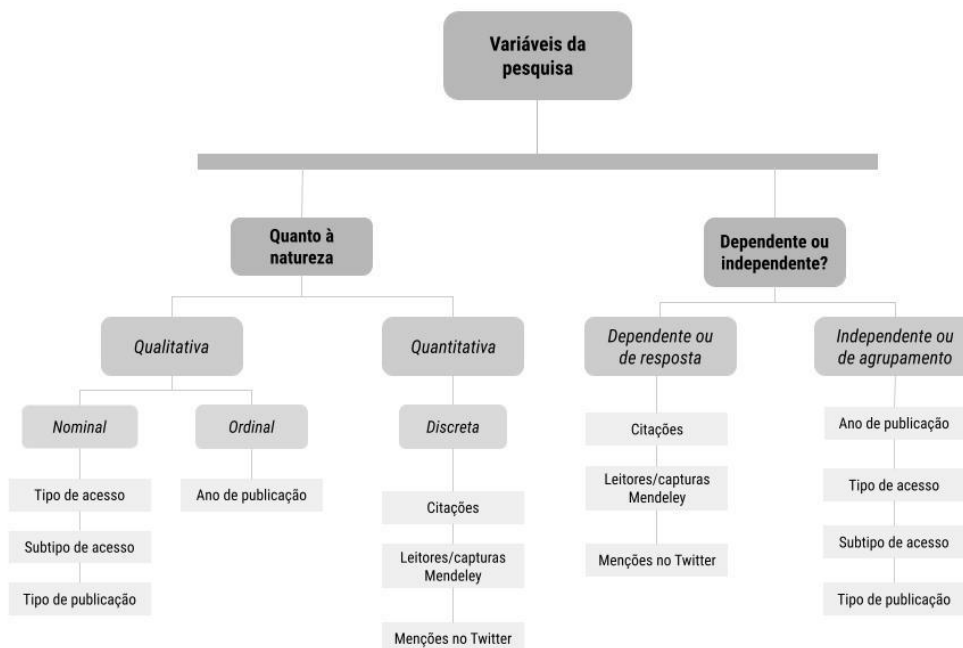 Variáveis da
pesquisa
Quanto à
natureza
Dependente ou
independente?
Qualitativa
Quantitativa
Dependente ou
de resposta
Independente ou
de agrupamento
Nominal
Ordinal
Discreta
Tipo de acesso
Subtipo de acesso
Tipo de publicação
Ano de publicação
Citações
Leitores/capturas
Mendeley
Menções no Twitter
Citações
Leitores/capturas
Mendeley
Menções no Twitter
Ano de publicação
Tipo de acesso
Subtipo de acesso
Tipo de publicação